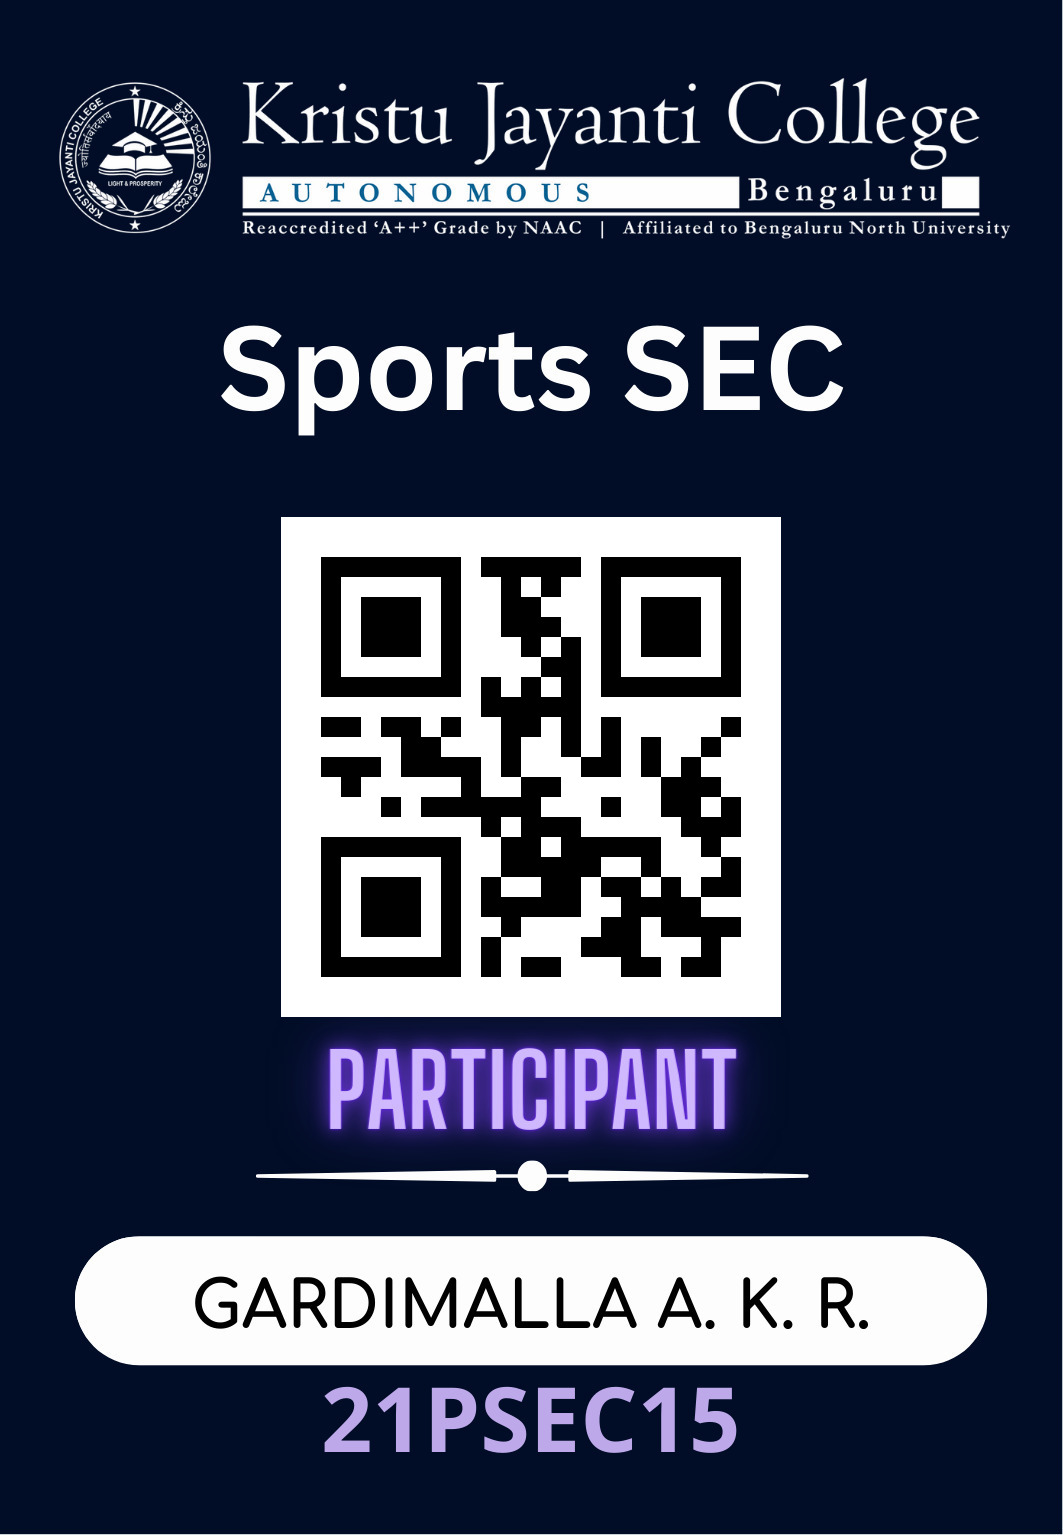 Kristu Jayanti College
AUTONOMOUS Bengaluru
Reaccredited ‘A++’ Grade by NAAC | Affiliated to Bengaluru North University
KRISTU JAYANTI COLLEGE
LIGHT & PROSPERITY
Sports SEC
PARTICIPANT
GARDIMALLA A. K. R.
21PSEC15